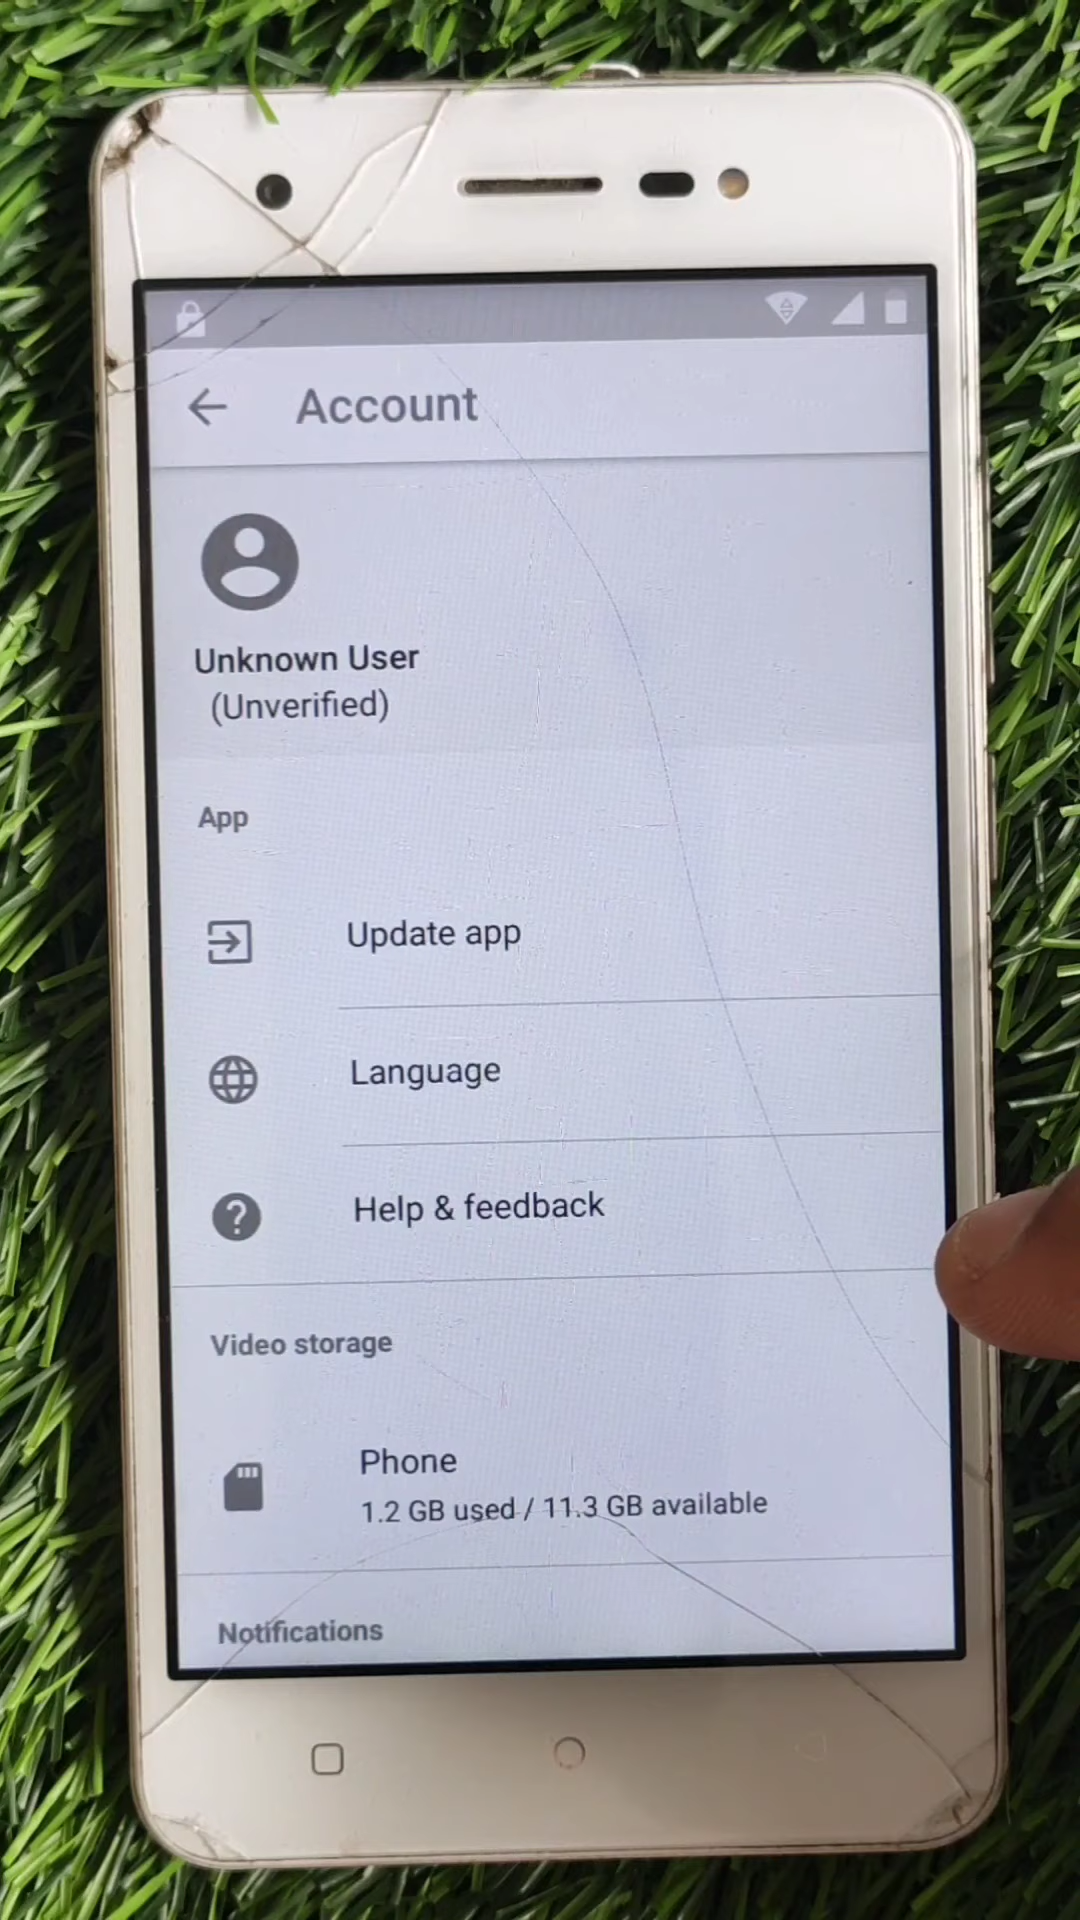 Account
Unknown User
(Unverified)
App
Update app
Language
Help & feedback
Video storage
Phone
1.2 GB used / 11.3 GB available
Notifications